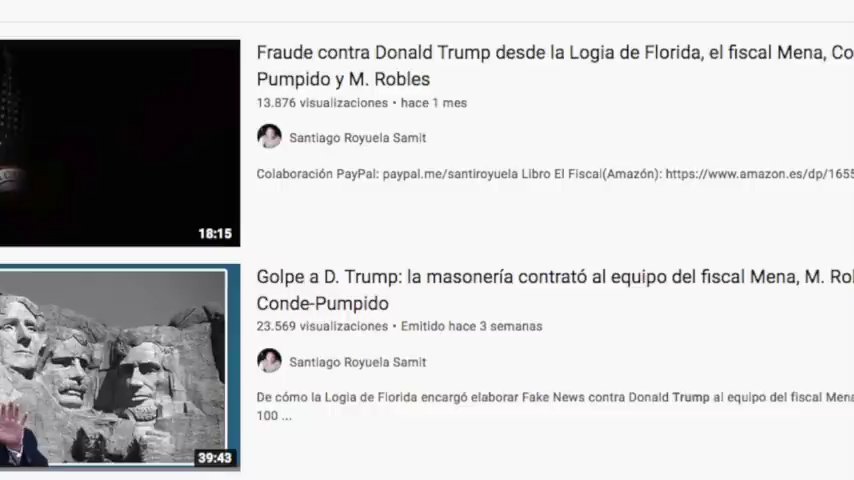 Fraude contra Donald Trump desde la Logia de Florida, el fiscal Mena, Co
Pumpido y M. Robles
13.876 visualizaciones • hace 1 mes
Santiago Royuela Samit
Colaboración PayPal: paypal.me/santiroyuela Libro El Fiscal(Amazón): https://www.amazon.es/dp/1655
18:15
Golpe a D. Trump: la masonería contrató al equipo del fiscal Mena, M. Rol
Conde-Pumpido
23.569 visualizaciones • Emitido hace 3 semanas
Santiago Royuela Samit
De cómo la Logia de Florida encargó elaborar Fake News contra Donald Trump al equipo del fiscal Mena
100 ...
39:43